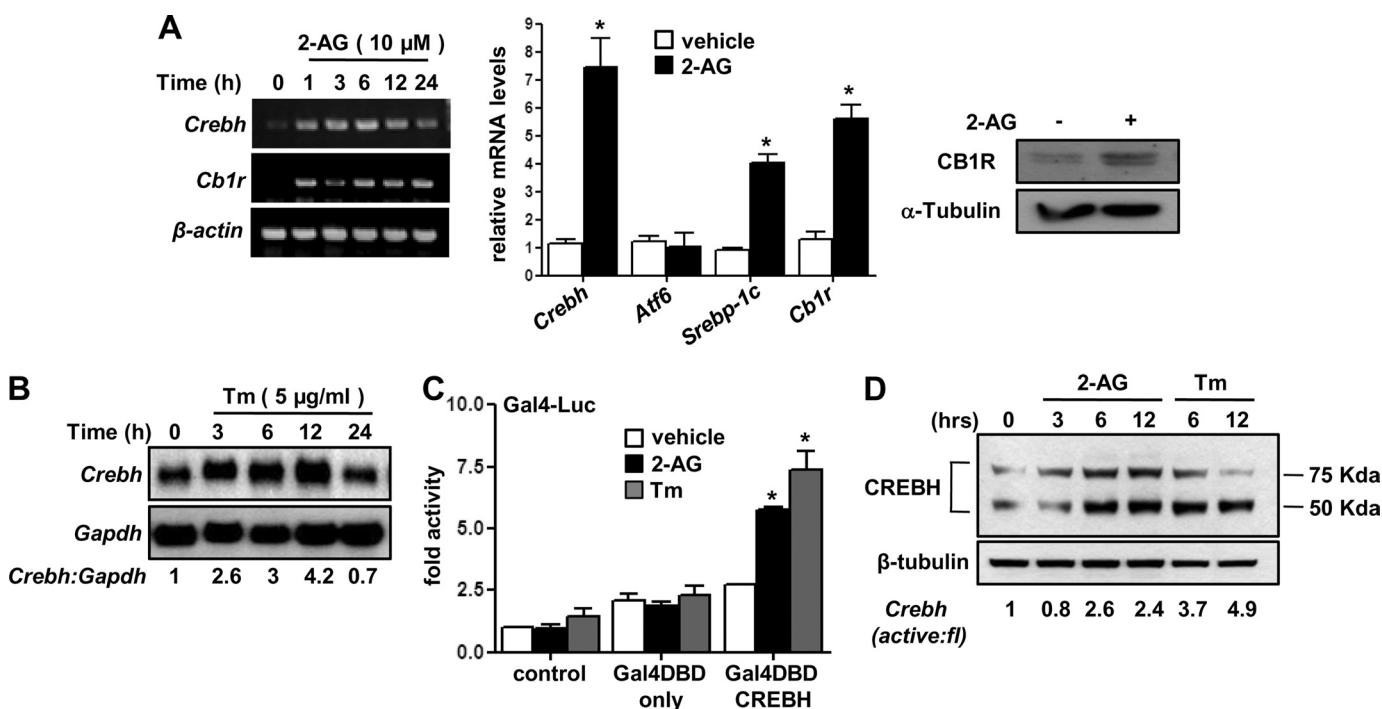 A
2-AG ( 10 µM )
Time (h) 0 1 3 6 12 24
Crebh
Cb1r
β-actin
relative mRNA levels
9
8
7
6
5
4
3
2
1
0
vehicle
2-AG
*
*
*
Crebh Atf6 Srebp-1c Cb1r
2-AG - +
CB1R
α-Tubulin
B
Tm ( 5 µg/ml )
Time (h) 0 3 6 12 24
Crebh
Gapdh
Crebh:Gapdh 1 2.6 3 4.2 0.7
C
Gal4-Luc
fold activity
10.0
7.5
5.0
2.5
0.0
vehicle
2-AG
Tm
*
*
control Gal4DBD Gal4DBD
only CREBH
D
2-AG Tm
(hrs) 0 3 6 12 6 12
CREBH
75 Kda
50 Kda
β-tubulin
Crebh 1 0.8 2.6 2.4 3.7 4.9
(active:fl)